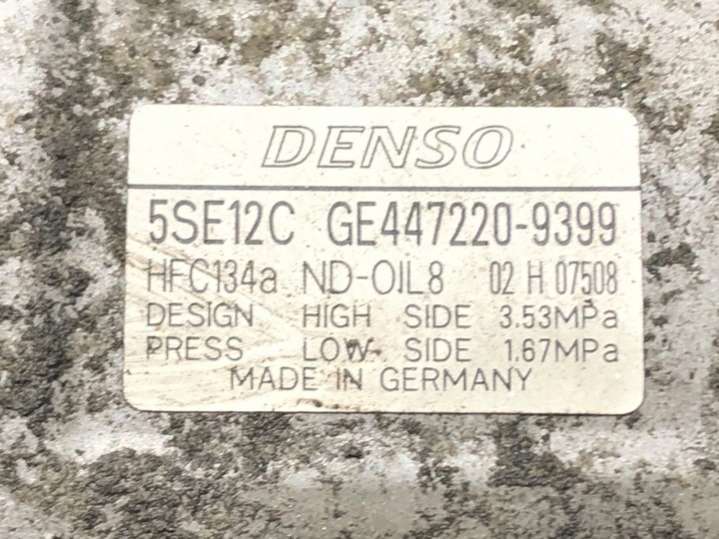 DENSO
5SE12C GE447220-9399
HFC134a ND-OIL8 02 H 07508
DESIGN HIGH SIDE 3.53MPa
PRESS LOW SIDE 1.67MPa
MADE IN GERMANY